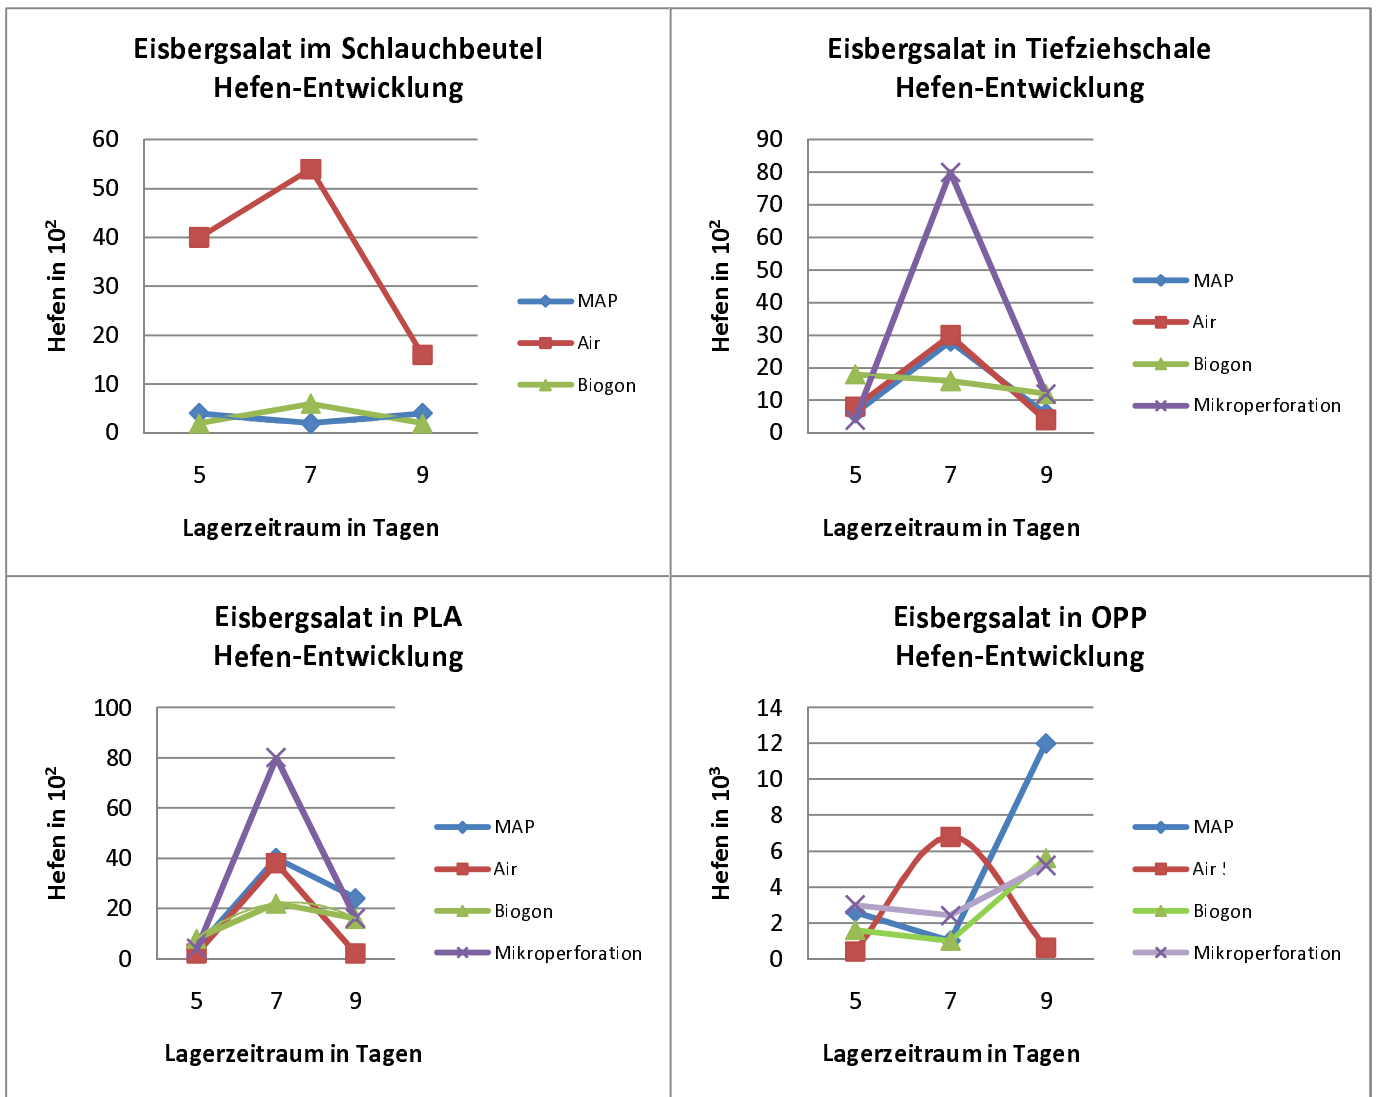 Eisbergsalat im Schlauchbeutel
Hefen-Entwicklung
60
50
40
30
20
10
0
Hefen in 10²
5 7 9
Lagerzeitraum in Tagen
MAP
Air
Biogon
Eisbergsalat in Tiefziehschale
Hefen-Entwicklung
90
80
70
60
50
40
30
20
10
0
Hefen in 10²
5 7 9
Lagerzeitraum in Tagen
MAP
Air
Biogon
Mikroperforation
Eisbergsalat in PLA
Hefen-Entwicklung
100
80
60
40
20
0
Hefen in 10²
5 7 9
Lagerzeitraum in Tagen
MAP
Air
Biogon
Mikroperforation
Eisbergsalat in OPP
Hefen-Entwicklung
14
12
10
8
6
4
2
0
Hefen in 10³
5 7 9
Lagerzeitraum in Tagen
MAP
Air !
Biogon
Mikroperforation